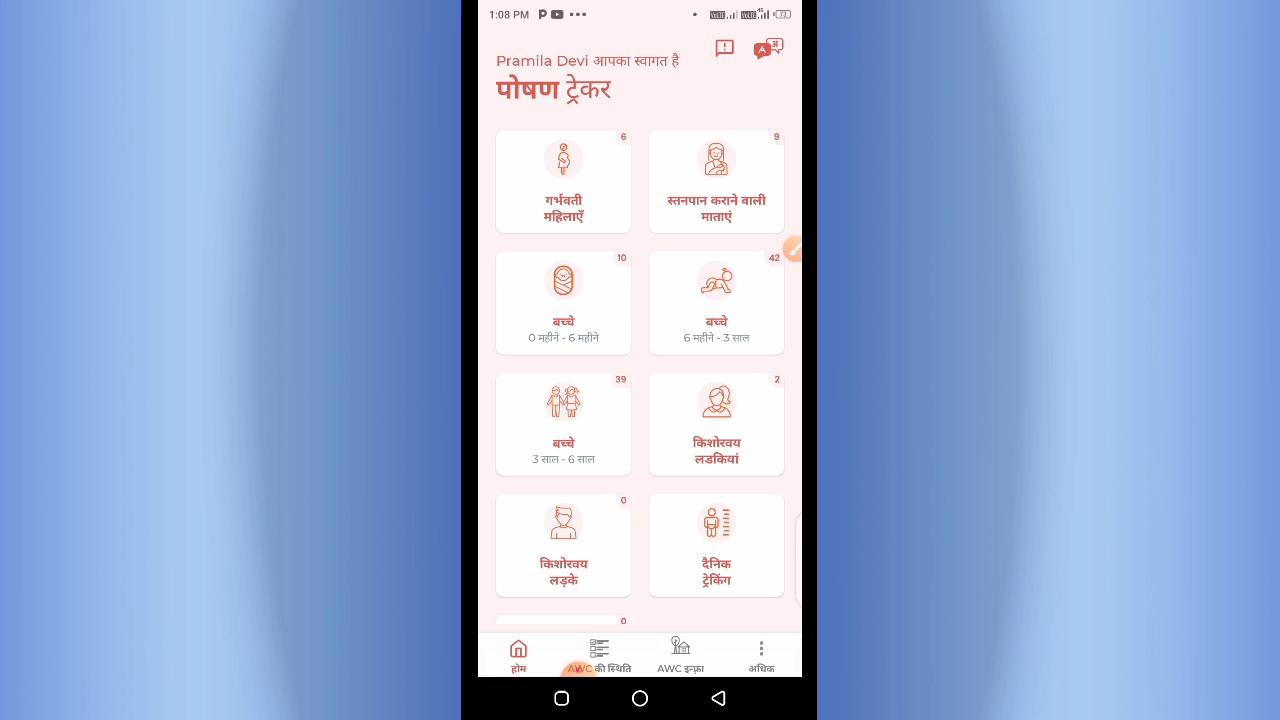 1:08 PM
Pramila Devi आपका स्वागत है
पोषण ट्रेकर
6
9
गर्भवती
महिलाएँ
स्तनपान कराने वाली
माताएं
10
42
बच्चे
0 महीने - 6 महीने
बच्चे
6 महीने - 3 साल
39
2
बच्चे
3 साल - 6 साल
किशोरवय
लडकियां
0
किशोरवय
लड़के
दैनिक
ट्रेकिंग
0
होम
AWC की स्थिति
AWC इन्फ्रा
अधिक